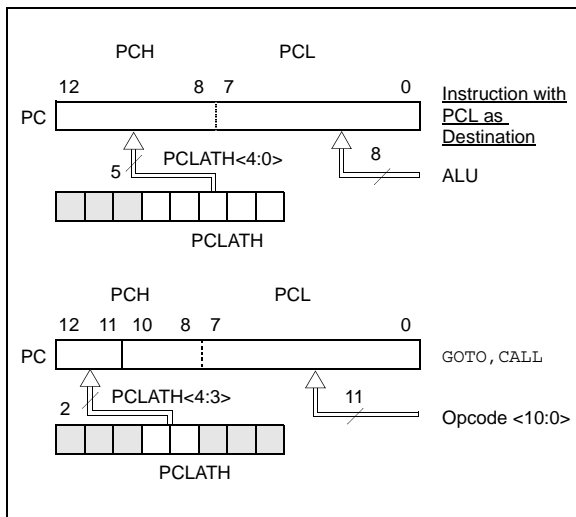 PCH PCL
12 8 7 0
PC
Instruction with
PCL as
Destination
5 PCLATH<4:0>
8
ALU
PCLATH
PCH PCL
12 11 10 8 7 0
PC
GOTO, CALL
2 PCLATH<4:3>
11
Opcode <10:0>
PCLATH